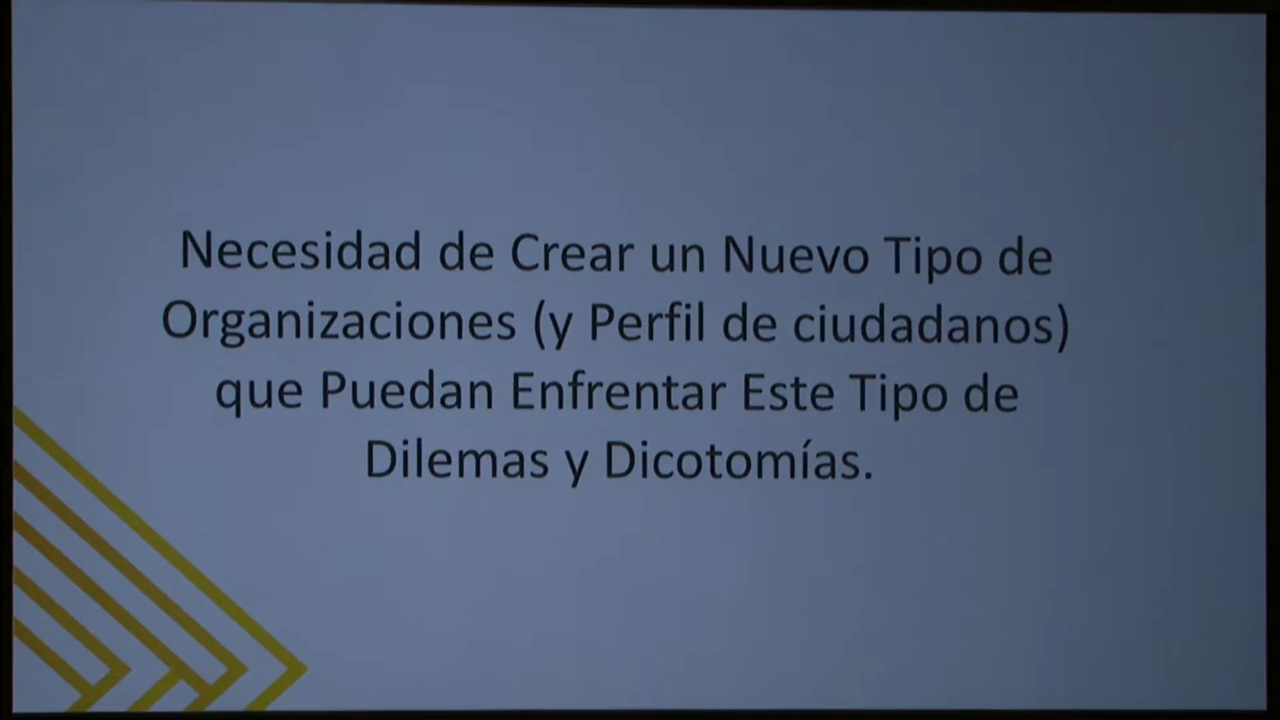 Necesidad de Crear un Nuevo Tipo de
Organizaciones (y Perfil de ciudadanos)
que Puedan Enfrentar Este Tipo de
Dilemas y Dicotomías.